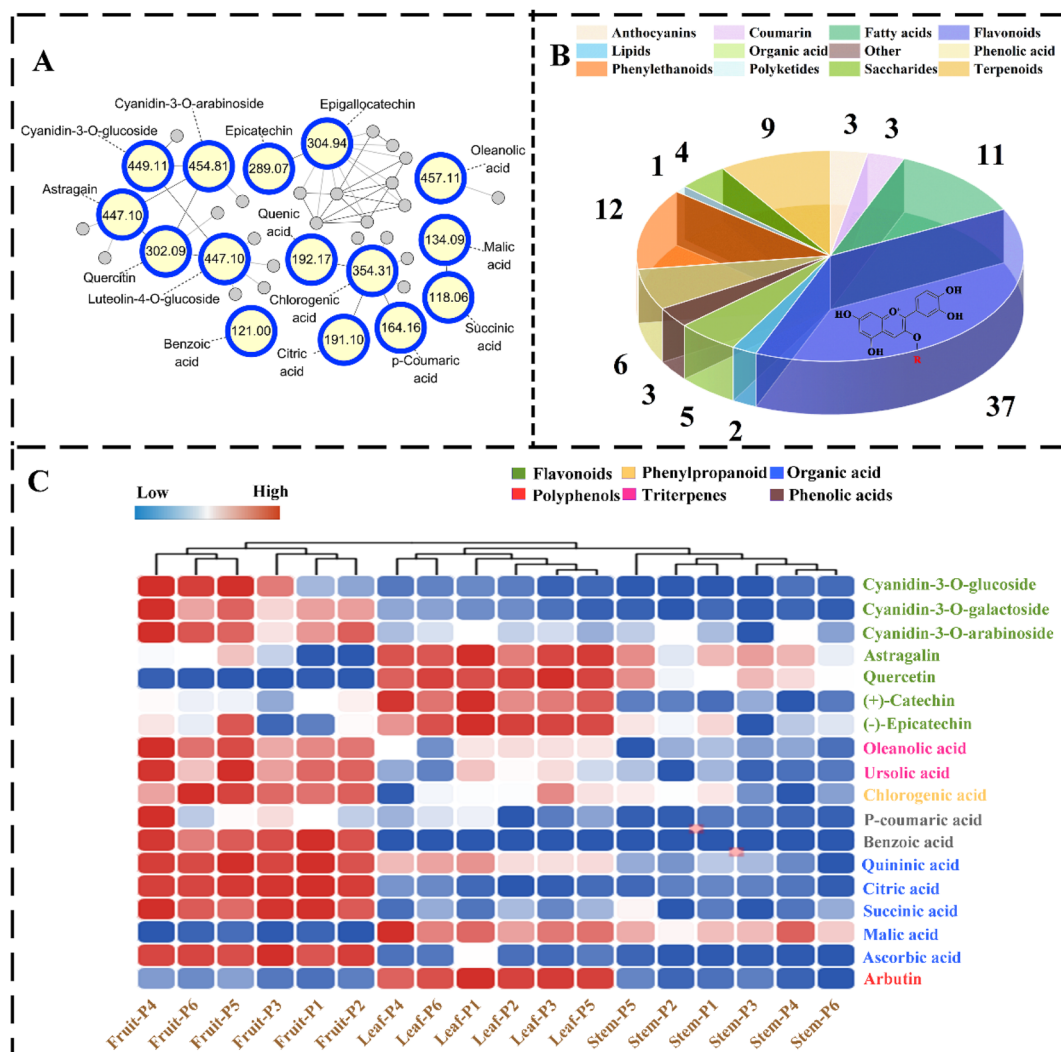 A
Cyanidin-3-O-arabinoside
Cyanidin-3-O-glucoside
Epicatechin
Epigallocatechin
Oleanolic
acid
449.11
454.81
289.07
304.94
457.11
Astragain
447.10
Quenic
acid
134.09
Malic
acid
302.09
447.10
192.17
354.31
Quercitin
Luteolin-4-O-glucoside
Chlorogenic
acid
118.06
Succinic
acid
121.00
Benzoic
acid
191.10
Citric
acid
164.16
p-Coumaric
acid
B
Anthocyanins
Coumarin
Fatty acids
Flavonoids
Lipids
Organic acid
Other
Phenolic acid
Phenylethanoids
Polyketides
Saccharides
Terpenoids
9
3
3
11
4
1
12
6
3
5
2
37
HO
O+
OH
OH
OH
O
R
C
Low
High
Flavonoids
Phenylpropanoid
Organic acid
Polyphenols
Triterpenes
Phenolic acids
Cyanidin-3-O-glucoside
Cyanidin-3-O-galactoside
Cyanidin-3-O-arabinoside
Astragalin
Quercetin
(+)-Catechin
(-)-Epicatechin
Oleanolic acid
Ursolic acid
Chlorogenic acid
P-coumaric acid
Benzoic acid
Quininic acid
Citric acid
Succinic acid
Malic acid
Ascorbic acid
Arbutin
Fruit-P4
Fruit-P6
Fruit-P5
Fruit-P3
Fruit-P1
Fruit-P2
Leaf-P4
Leaf-P6
Leaf-P1
Leaf-P2
Leaf-P3
Leaf-P5
Stem-P5
Stem-P2
Stem-P1
Stem-P3
Stem-P4
Stem-P6